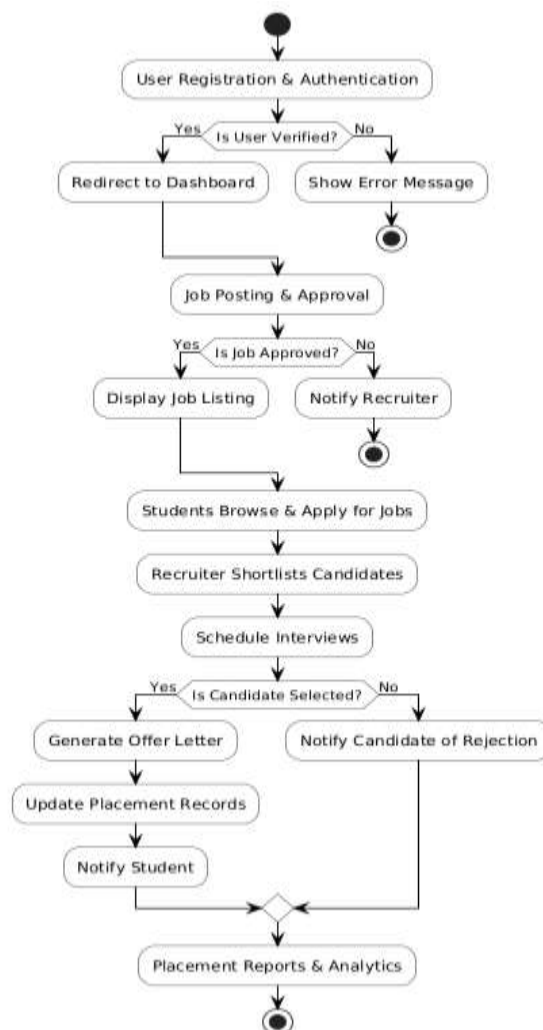 User Registration & Authentication
Yes
Is User Verified?
No
Redirect to Dashboard
Show Error Message
Job Posting & Approval
Yes
Is Job Approved?
No
Display Job Listing
Notify Recruiter
Students Browse & Apply for Jobs
Recruiter Shortlists Candidates
Schedule Interviews
Yes
Is Candidate Selected?
No
Generate Offer Letter
Notify Candidate of Rejection
Update Placement Records
Notify Student
Placement Reports & Analytics